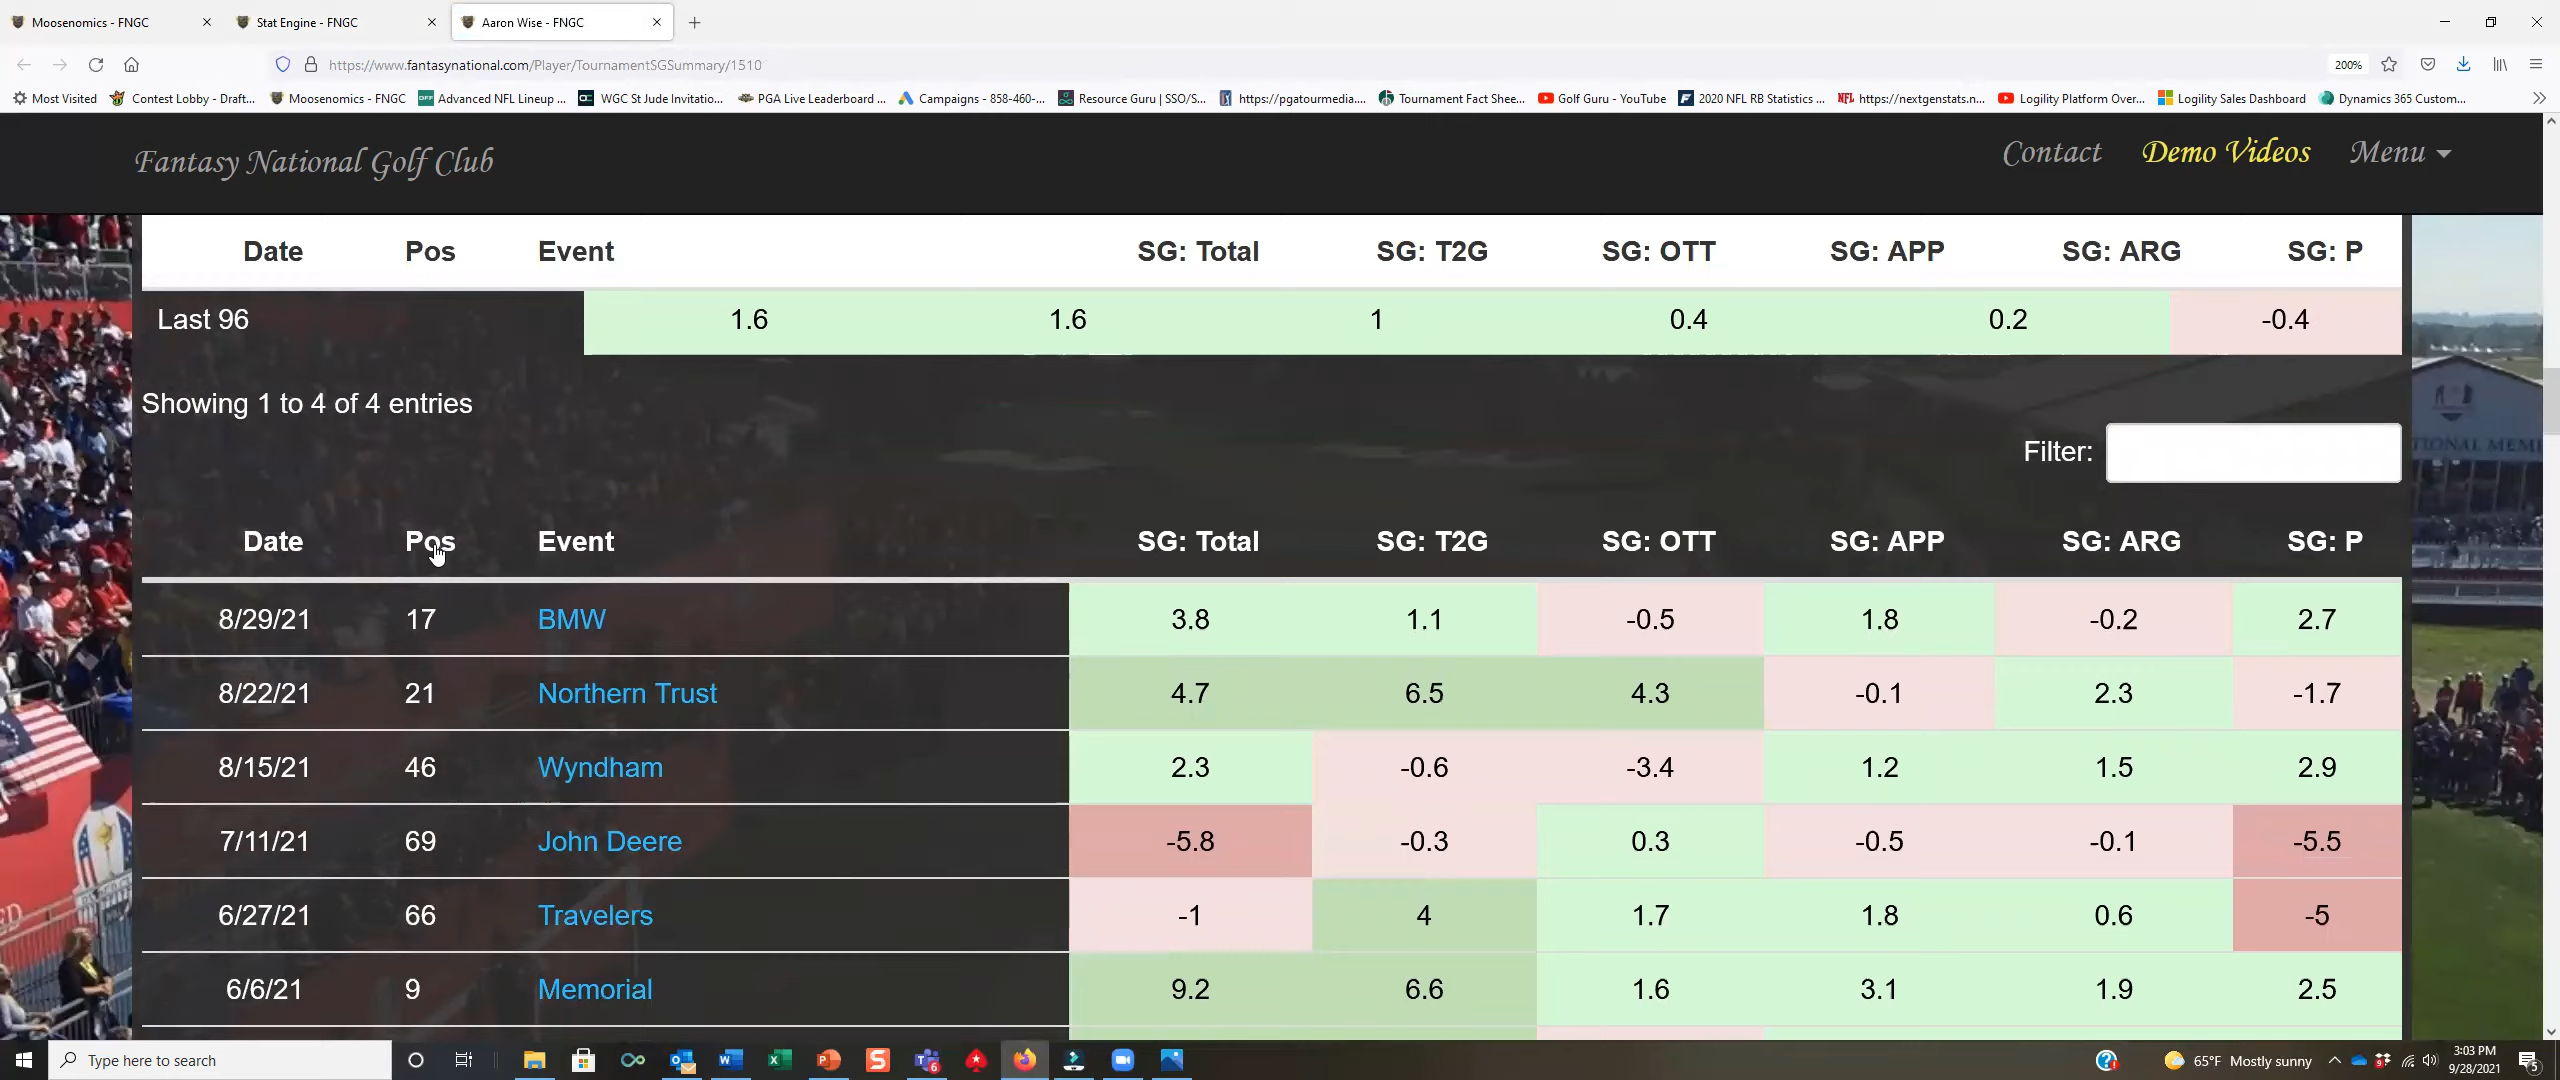 Moosenomics - FNGC
Stat Engine - FNGC
Aaron Wise - FNGC
https://www.fantasynational.com/Player/TournamentSGSummary/1510
200%
Most Visited
Contest Lobby - Draft...
Moosenomics - FNGC
Advanced NFL Lineup ...
WGC St Jude Invitatio...
PGA Live Leaderboard ...
Campaigns - 858-460-...
Resource Guru | SSO/S...
https://pgatourmedia....
Tournament Fact Shee...
Golf Guru - YouTube
2020 NFL RB Statistics ...
https://nextgenstats.n...
Logility Platform Over...
Logility Sales Dashboard
Dynamics 365 Custom...
Fantasy National Golf Club
Contact Demo Videos Menu
Date Pos Event SG: Total SG: T2G SG: OTT SG: APP SG: ARG SG: P
Last 96 1.6 1.6 1 0.4 0.2 -0.4
Showing 1 to 4 of 4 entries
Filter:
Date Pos Event SG: Total SG: T2G SG: OTT SG: APP SG: ARG SG: P
8/29/21 17 BMW 3.8 1.1 -0.5 1.8 -0.2 2.7
8/22/21 21 Northern Trust 4.7 6.5 4.3 -0.1 2.3 -1.7
8/15/21 46 Wyndham 2.3 -0.6 -3.4 1.2 1.5 2.9
7/11/21 69 John Deere -5.8 -0.3 0.3 -0.5 -0.1 -5.5
6/27/21 66 Travelers -1 4 1.7 1.8 0.6 -5
6/6/21 9 Memorial 9.2 6.6 1.6 3.1 1.9 2.5
Type here to search
65°F Mostly sunny
3:03 PM
9/28/2021